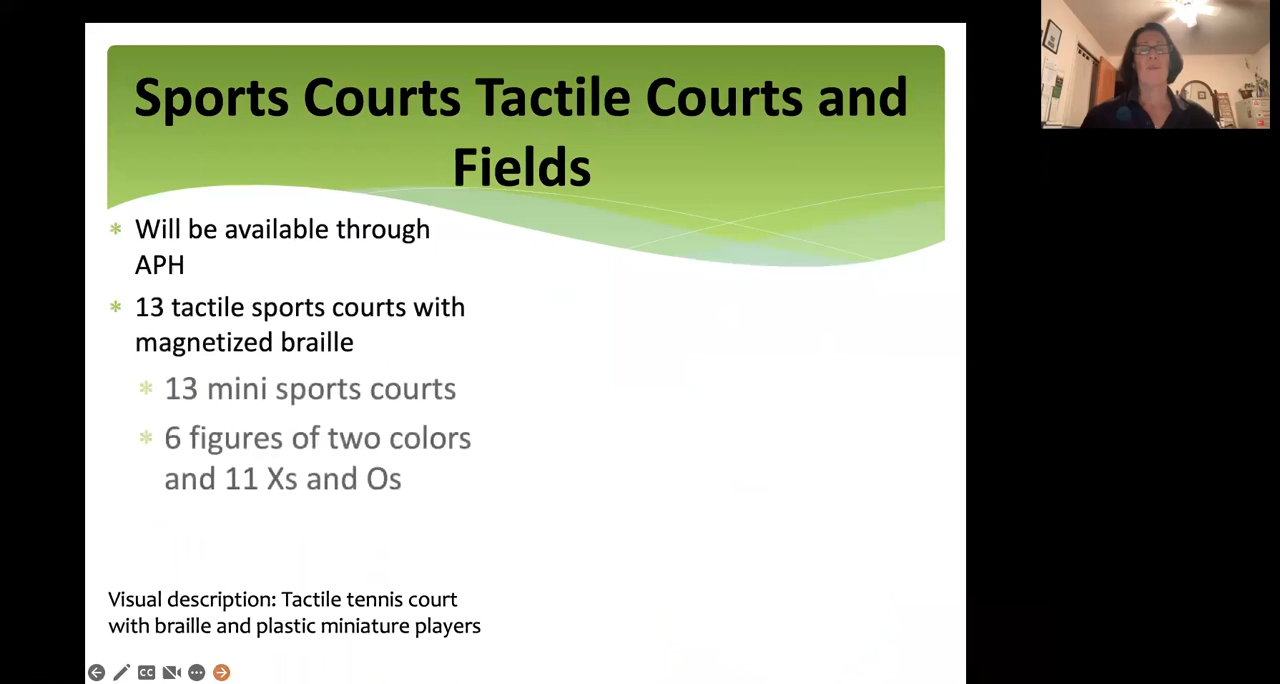 Sports Courts Tactile Courts and
Fields
* Will be available through
APH
* 13 tactile sports courts with
magnetized braille
* 13 mini sports courts
* 6 figures of two colors
and 11 Xs and Os
Visual description: Tactile tennis court
with braille and plastic miniature players
CC